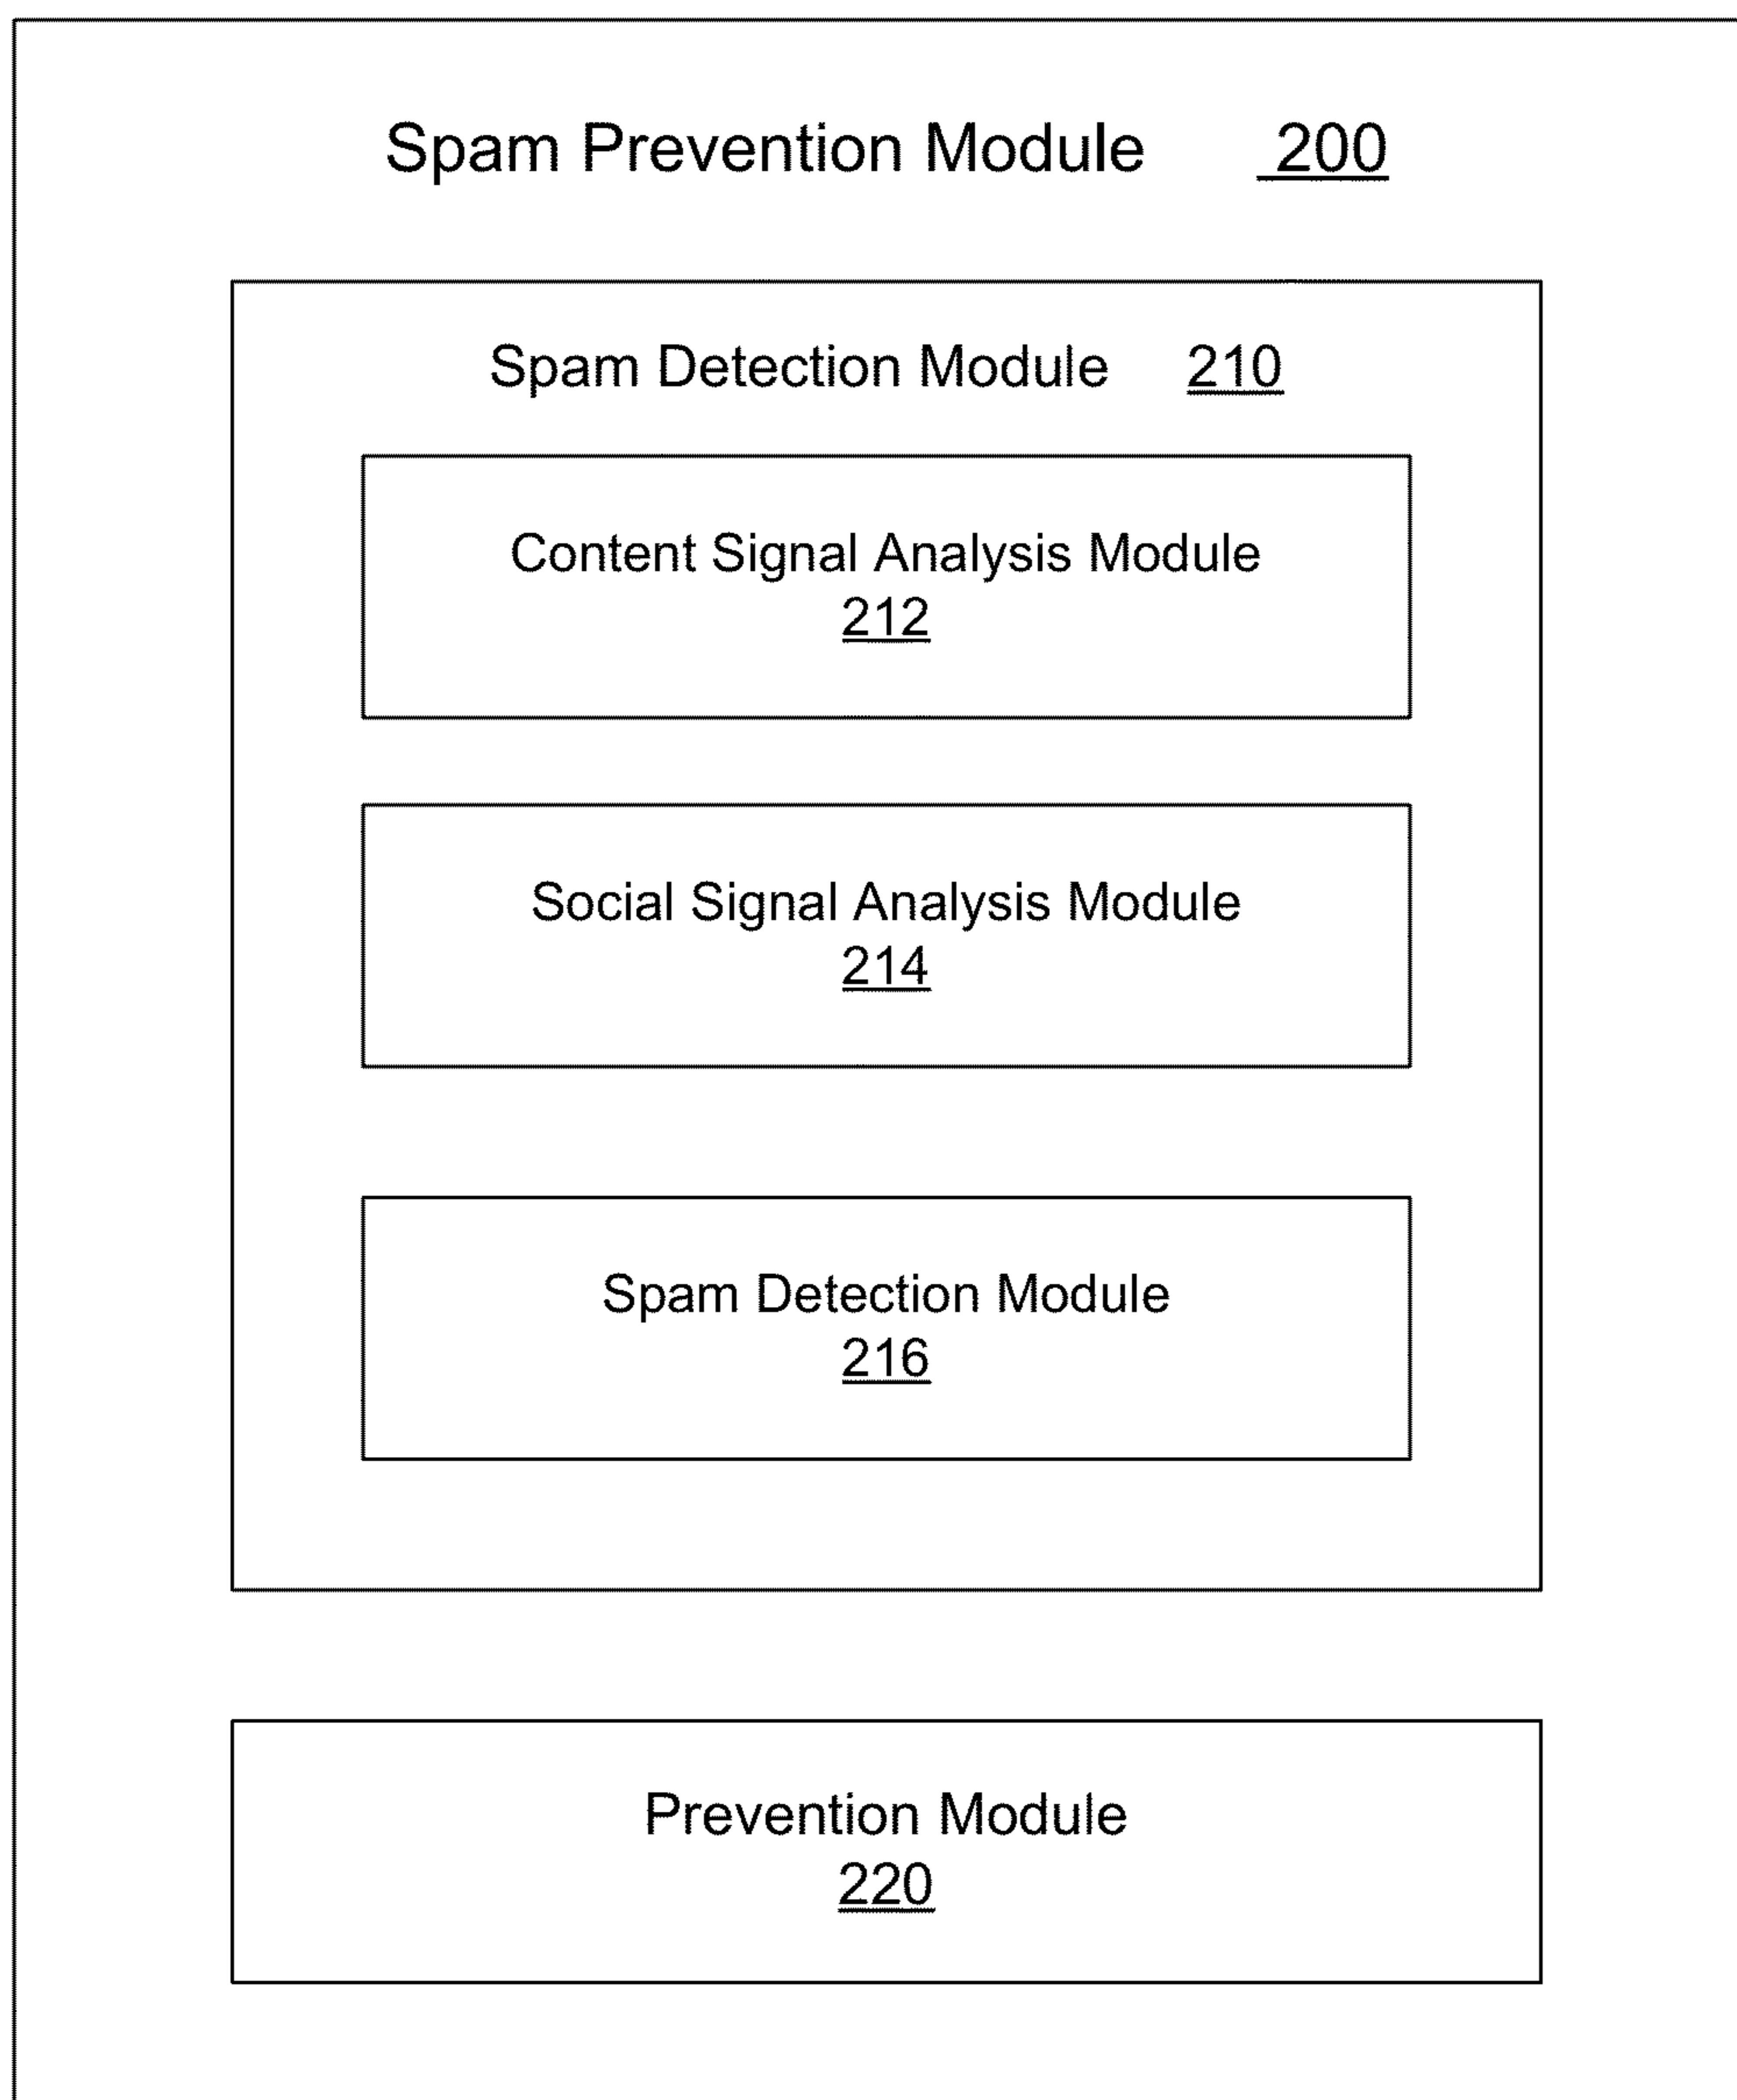 Spam Prevention Module 200
Spam Detection Module 210
Content Signal Analysis Module
212
Social Signal Analysis Module
214
Spam Detection Module
216
Prevention Module
220